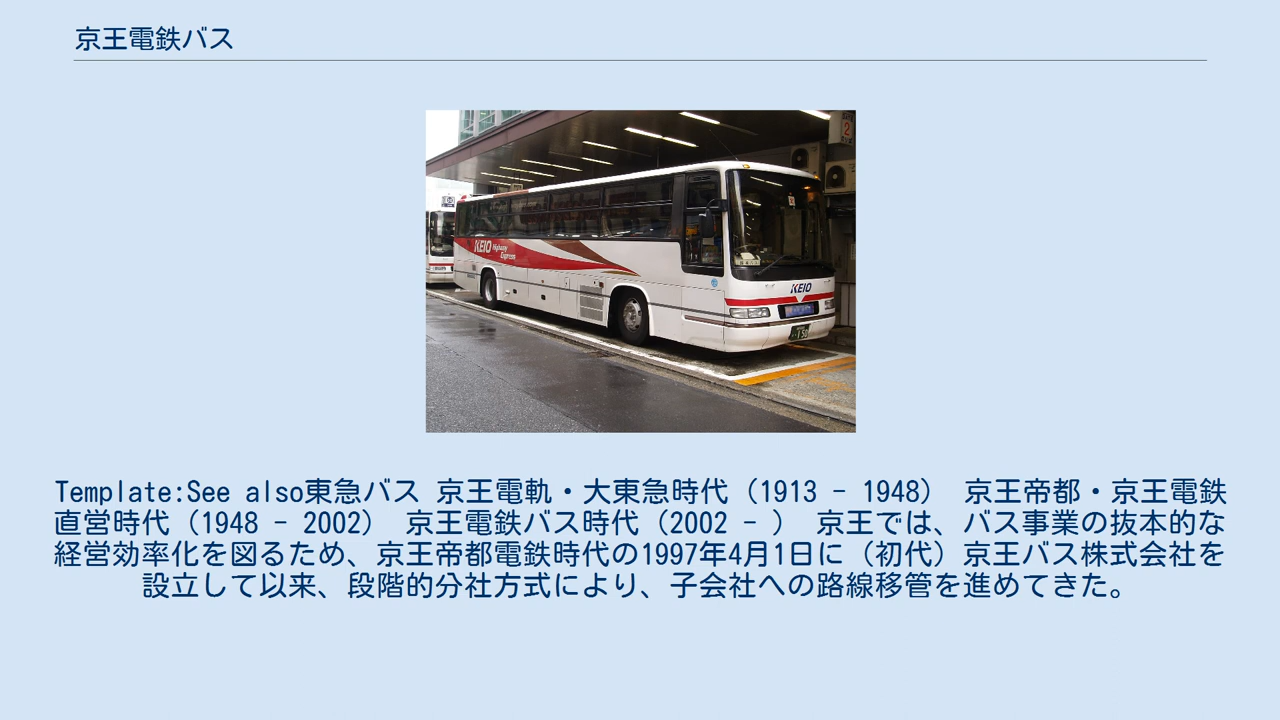 京王電鉄バス
2
KEIO Highway Express
KEIO
150
Template:See also東急バス 京王電軌・大東急時代（1913 - 1948） 京王帝都・京王電鉄
直営時代（1948 - 2002） 京王電鉄バス時代（2002 - ） 京王では、バス事業の抜本的な
経営効率化を図るため、京王帝都電鉄時代の1997年4月1日に（初代）京王バス株式会社を
設立して以来、段階的分社方式により、子会社への路線移管を進めてきた。